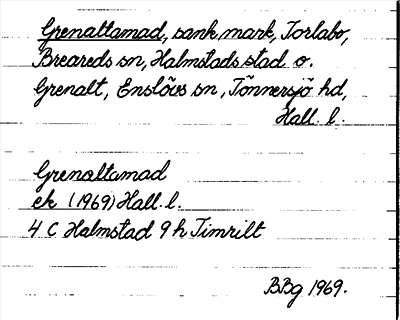 Grenaltamad, sank mark, Torlabo,
Breareds sn, Halmstads stad o.
Grenalt, Enslövs sn, Tönnersjö hd,
Hall. l.
Grenaltamad
ek (1969) Hall. l.
4 C Halmstad 9 h Timrilt
BBg 1969.